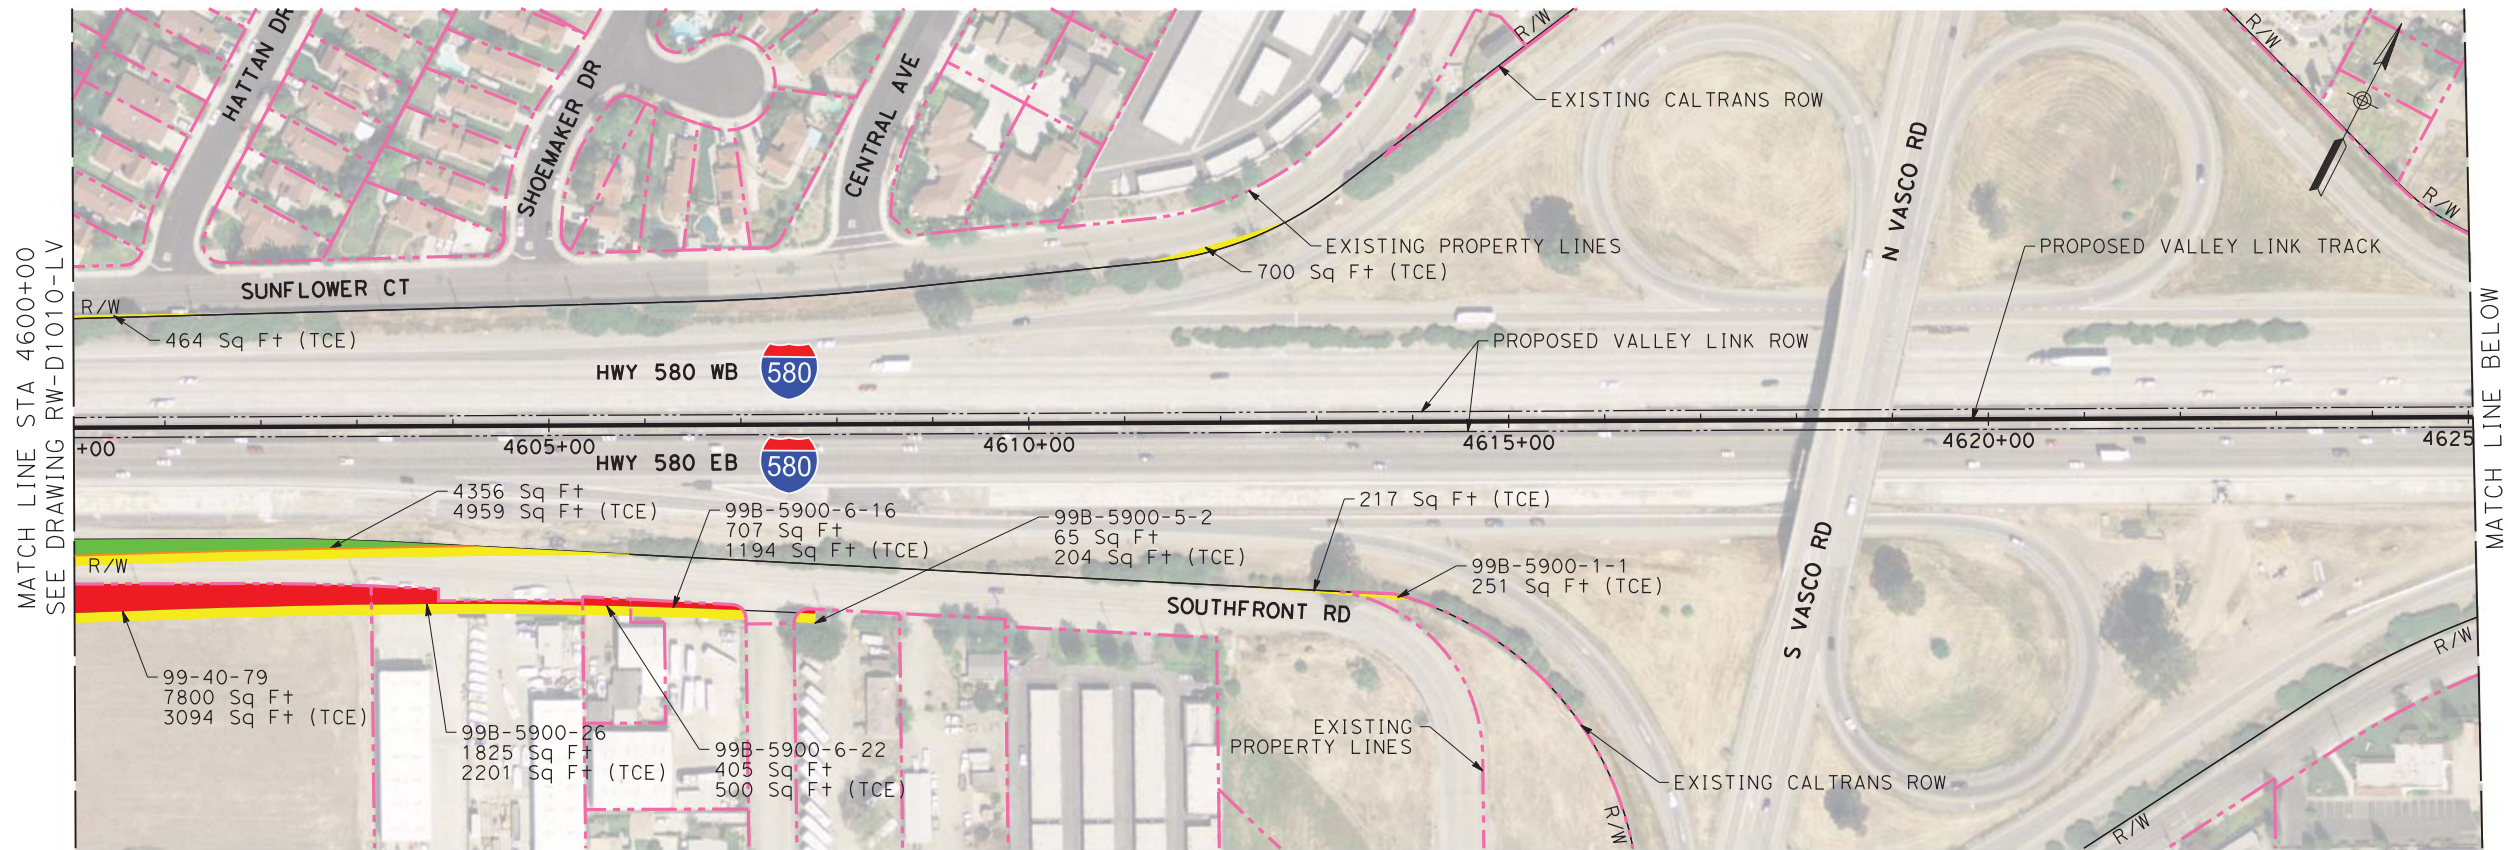 HATTAN DR
SHOEMAKER DR
CENTRAL AVE
R/W
R/W
EXISTING CALTRANS ROW
N VASCO RD
R/W
EXISTING PROPERTY LINES
700 Sq Ft (TCE)
PROPOSED VALLEY LINK TRACK
SUNFLOWER CT
R/W
464 Sq Ft (TCE)
PROPOSED VALLEY LINK ROW
HWY 580 WB
580
MATCH LINE STA 4600+00
SEE DRAWING RW-D1010-LV
MATCH LINE BELOW
+00
4605+00
4610+00
4615+00
4620+00
4625
HWY 580 EB
580
4356 Sq Ft
4959 Sq Ft (TCE)
99B-5900-6-16
707 Sq Ft
1194 Sq Ft (TCE)
99B-5900-5-2
65 Sq Ft
204 Sq Ft (TCE)
217 Sq Ft (TCE)
99B-5900-1-1
251 Sq Ft (TCE)
R/W
SOUTHFRONT RD
S VASCO RD
R/W
99-40-79
7800 Sq Ft
3094 Sq Ft (TCE)
99B-5900-26
1825 Sq Ft
2201 Sq Ft (TCE)
99B-5900-6-22
405 Sq Ft
500 Sq Ft (TCE)
EXISTING
PROPERTY LINES
EXISTING CALTRANS ROW
R/W
R/W